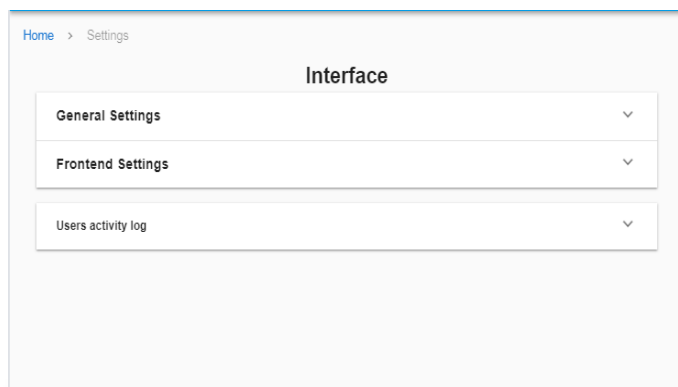 Home > Settings
Interface
General Settings
Frontend Settings
Users activity log